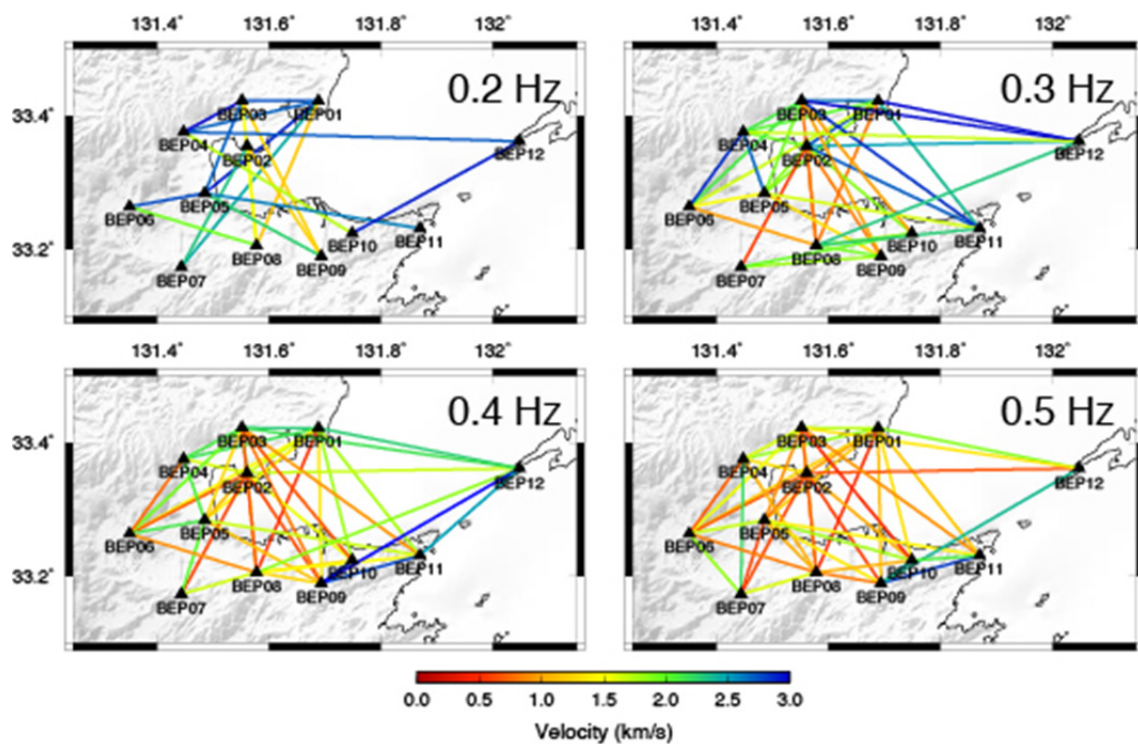 131.4° 131.6° 131.8° 132° 131.4° 131.6° 131.8° 132°
0.2 Hz 0.3 Hz
33.4° BEP03 BEP01 BEP03 BEP01
BEP04 BEP12 BEP04 BEP12
BEP02 BEP02
BEP06 BEP05 BEP06 BEP05
33.2° BEP08 BEP10 BEP11 BEP08 BEP10 BEP11
BEP07 BEP09 BEP07 BEP09
131.4° 131.6° 131.8° 132° 131.4° 131.6° 131.8° 132°
0.4 Hz 0.5 Hz
33.4° BEP03 BEP01 BEP03 BEP01
BEP04 BEP12 BEP04 BEP12
BEP02 BEP02
BEP06 BEP05 BEP06 BEP05
33.2° BEP08 BEP10 BEP11 BEP08 BEP10 BEP11
BEP07 BEP09 BEP07 BEP09
0.0 0.5 1.0 1.5 2.0 2.5 3.0
Velocity (km/s)